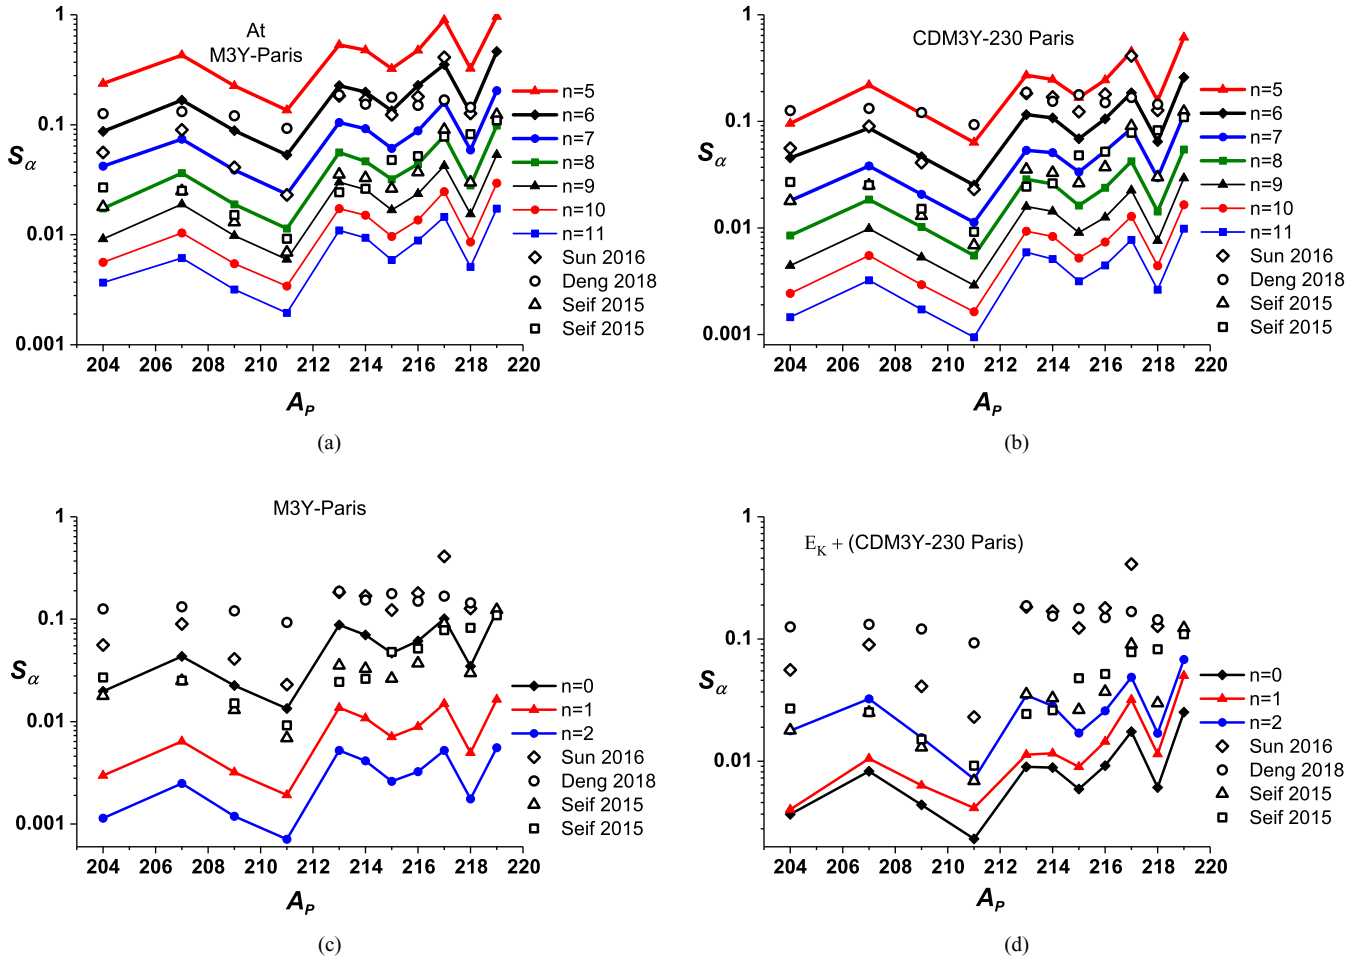 At
M3Y-Paris
1
0.1
0.01
0.001
Sα
204 206 208 210 212 214 216 218 220
AP
n=5
n=6
n=7
n=8
n=9
n=10
n=11
Sun 2016
Deng 2018
Seif 2015
Seif 2015
(a)
CDM3Y-230 Paris
1
0.1
0.01
0.001
Sα
204 206 208 210 212 214 216 218 220
AP
n=5
n=6
n=7
n=8
n=9
n=10
n=11
Sun 2016
Deng 2018
Seif 2015
Seif 2015
(b)
M3Y-Paris
1
0.1
0.01
0.001
Sα
204 206 208 210 212 214 216 218 220
AP
n=0
n=1
n=2
Sun 2016
Deng 2018
Seif 2015
Seif 2015
(c)
EK + (CDM3Y-230 Paris)
1
0.1
0.01
Sα
204 206 208 210 212 214 216 218 220
AP
n=0
n=1
n=2
Sun 2016
Deng 2018
Seif 2015
Seif 2015
(d)